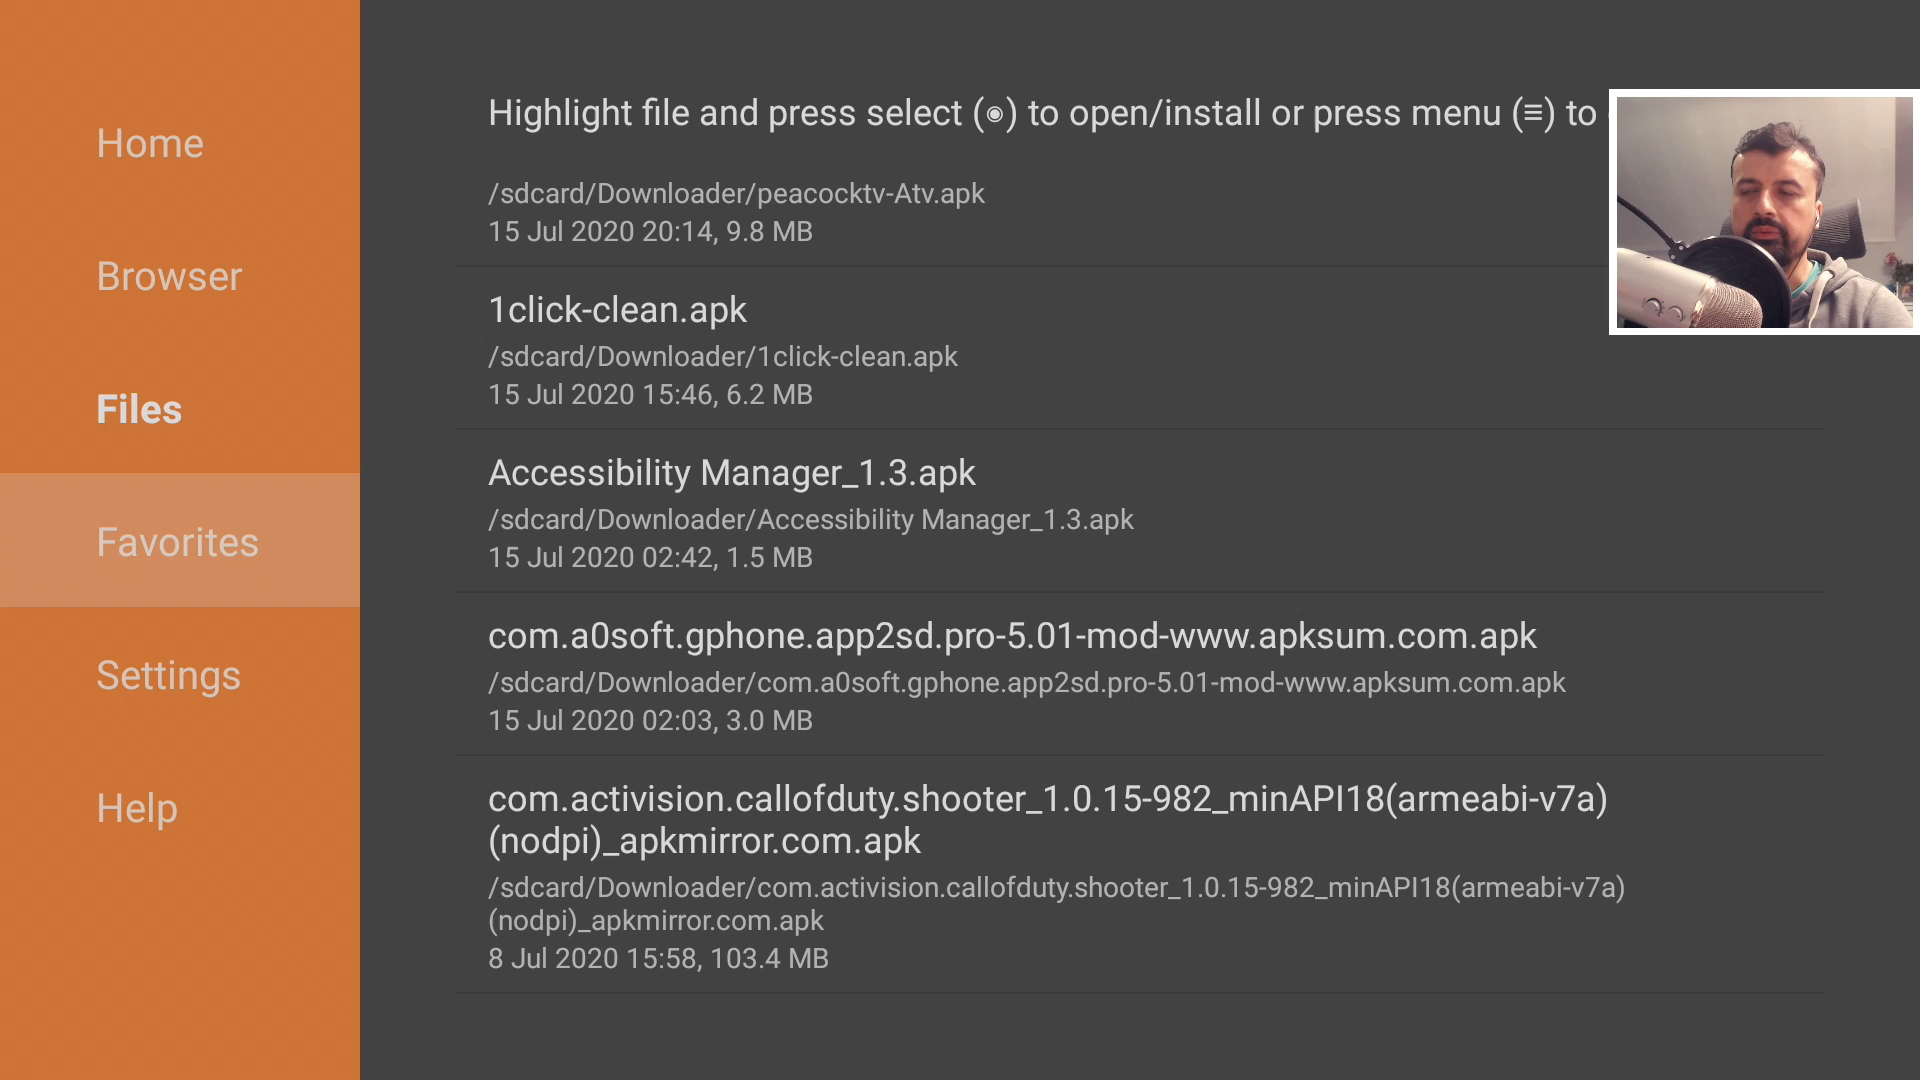 Home
Browser
Files
Favorites
Settings
Help
Highlight file and press select (◉) to open/install or press menu (≡) to
/sdcard/Downloader/peacocktv-Atv.apk
15 Jul 2020 20:14, 9.8 MB
1click-clean.apk
/sdcard/Downloader/1click-clean.apk
15 Jul 2020 15:46, 6.2 MB
Accessibility Manager_1.3.apk
/sdcard/Downloader/Accessibility Manager_1.3.apk
15 Jul 2020 02:42, 1.5 MB
com.a0soft.gphone.app2sd.pro-5.01-mod-www.apksum.com.apk
/sdcard/Downloader/com.a0soft.gphone.app2sd.pro-5.01-mod-www.apksum.com.apk
15 Jul 2020 02:03, 3.0 MB
com.activision.callofduty.shooter_1.0.15-982_minAPI18(armeabi-v7a)
(nodpi)_apkmirror.com.apk
/sdcard/Downloader/com.activision.callofduty.shooter_1.0.15-982_minAPI18(armeabi-v7a)
(nodpi)_apkmirror.com.apk
8 Jul 2020 15:58, 103.4 MB